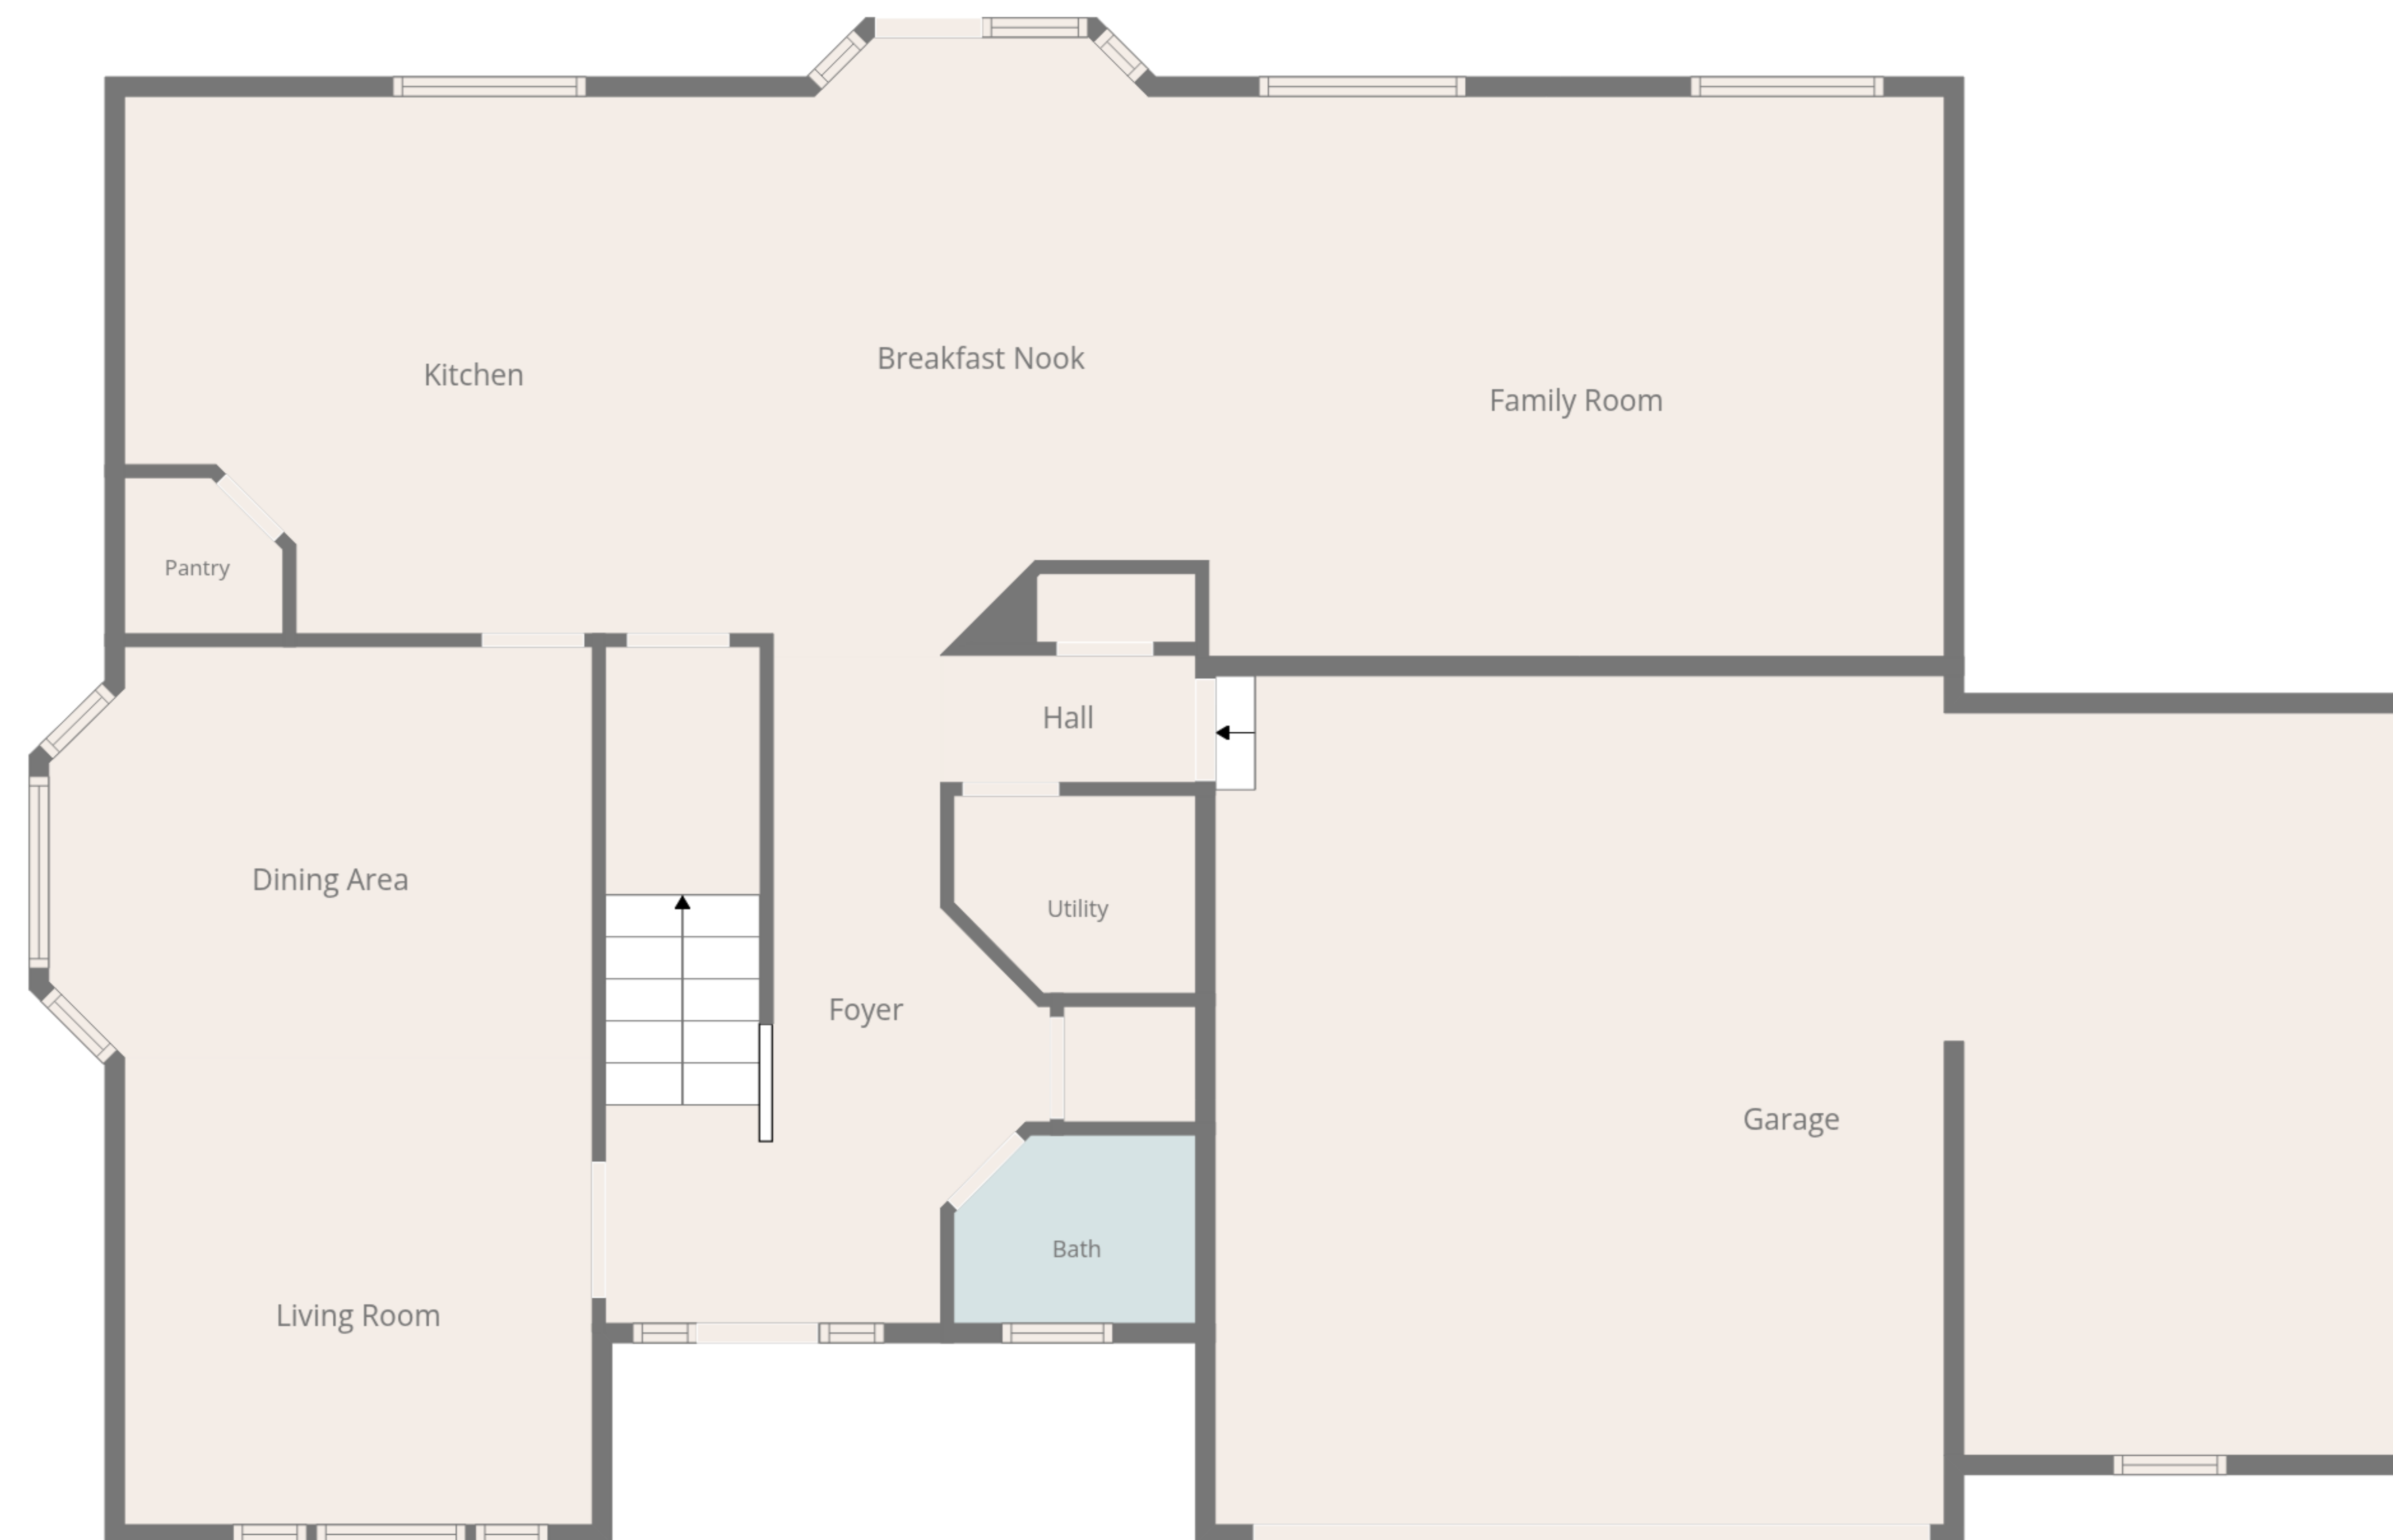 Breakfast Nook
Kitchen
Family Room
Pantry
Hall
Dining Area
Utility
Foyer
Garage
Bath
Living Room